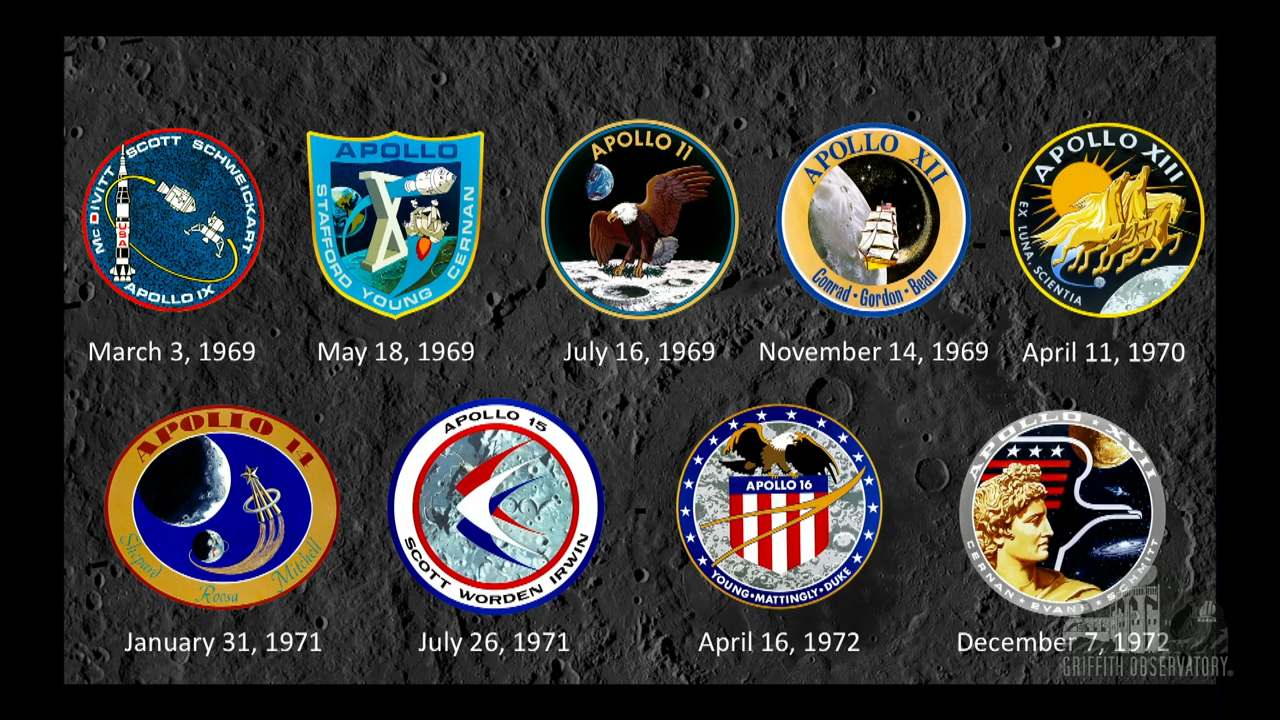 McDIVITT SCOTT SCHWEICKART
USA
APOLLO IX
APOLLO
X
STAFFORD YOUNG CERNAN
APOLLO 11
APOLLO XII
Conrad • Gordon • Bean
APOLLO XIII
EX LUNA, SCIENTIA
March 3, 1969
May 18, 1969
July 16, 1969
November 14, 1969
April 11, 1970
APOLLO 14
Shepard Roosa Mitchell
APOLLO 15
SCOTT WORDEN IRWIN
APOLLO 16
YOUNG • MATTINGLY • DUKE
APOLLO • XVII
CERNAN • EVANS • SCHMITT
January 31, 1971
July 26, 1971
April 16, 1972
December 7, 1972
GRIFFITH OBSERVATORY®